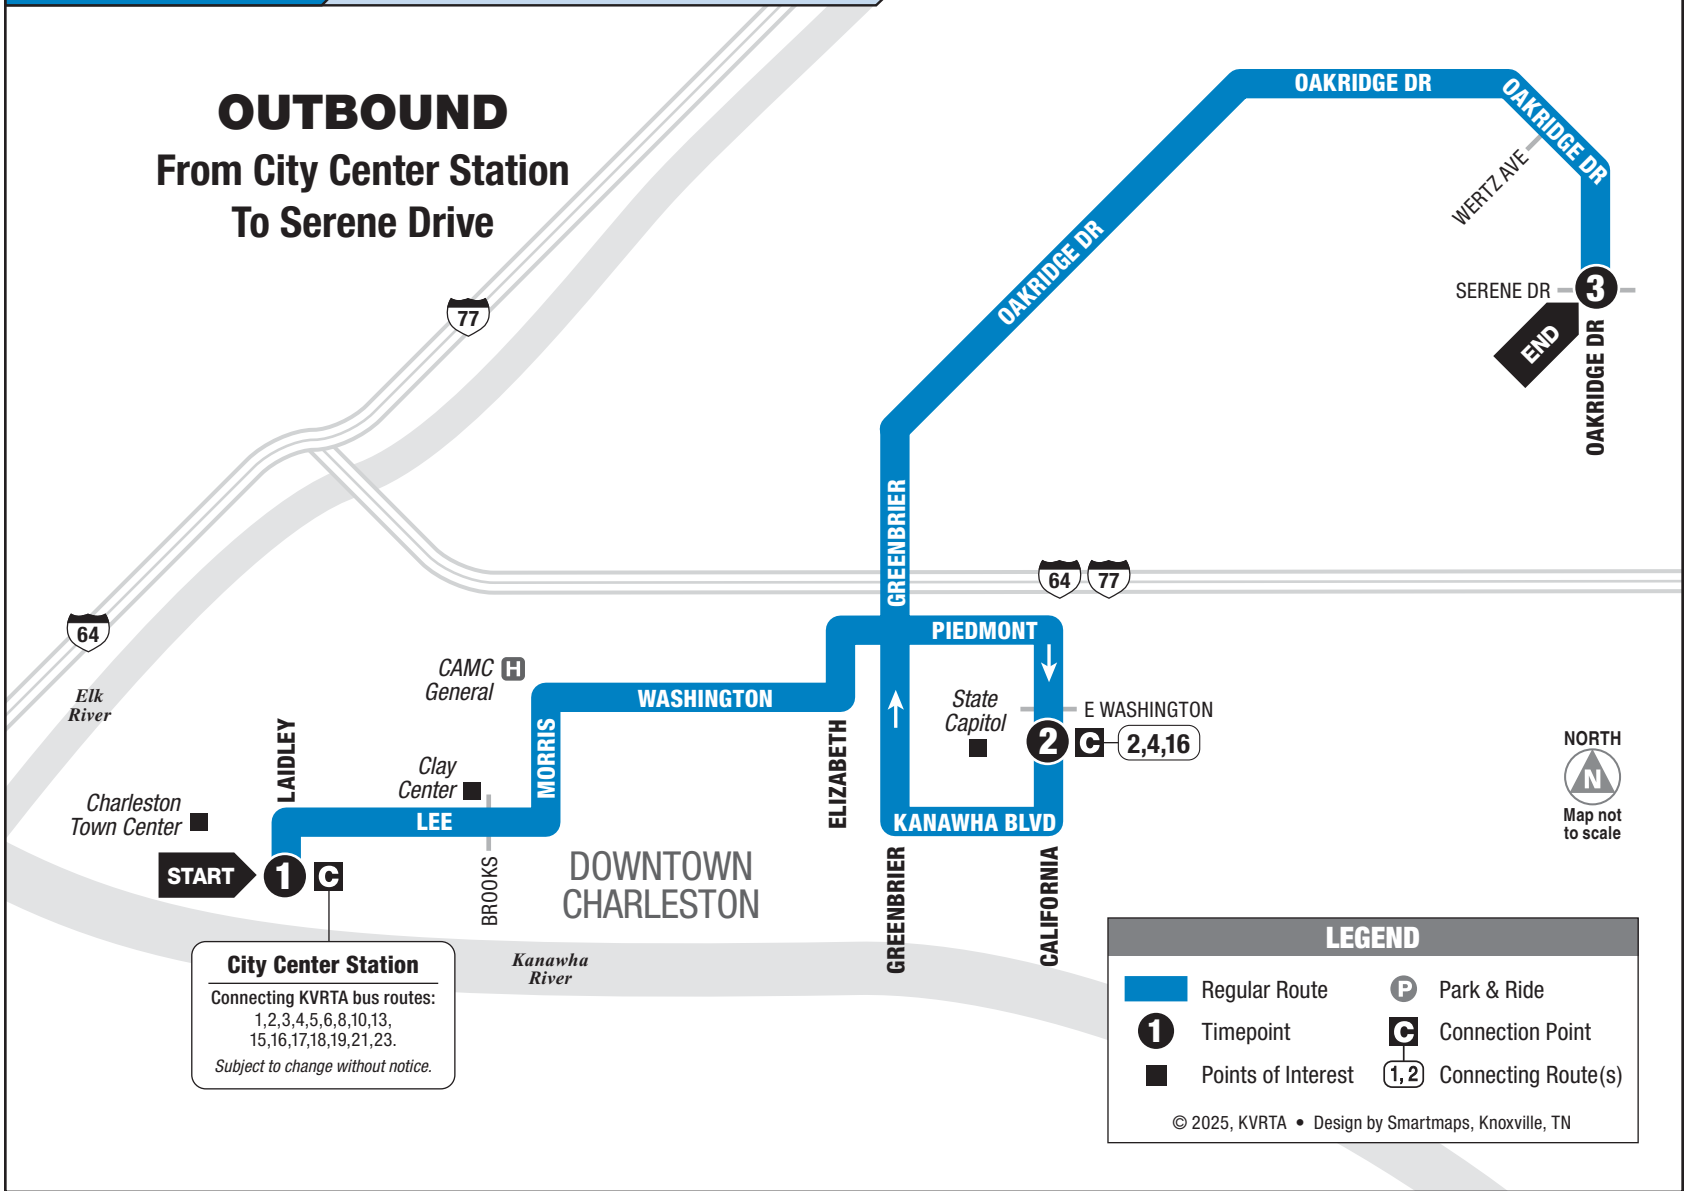 OUTBOUND
From City Center Station
To Serene Drive
OAKRIDGE DR
OAKRIDGE DR
WERTZ AVE
OAKRIDGE DR
SERENE DR
3
END
OAKRIDGE DR
77
GREENBRIER
64
77
64
Elk
River
CAMC
General
H
WASHINGTON
PIEDMONT
State
Capitol
E WASHINGTON
2
C
2,4,16
LAIDLEY
MORRIS
ELIZABETH
Clay
Center
Charleston
Town Center
LEE
KANAWHA BLVD
START
1
C
BROOKS
DOWNTOWN
CHARLESTON
GREENBRIER
CALIFORNIA
NORTH
N
Map not
to scale
City Center Station
Connecting KVRTA bus routes:
1,2,3,4,5,6,8,10,13,
15,16,17,18,19,21,23.
Subject to change without notice.
Kanawha
River
LEGEND
Regular Route
P Park & Ride
1 Timepoint
C Connection Point
Points of Interest
1, 2 Connecting Route(s)
© 2025, KVRTA • Design by Smartmaps, Knoxville, TN